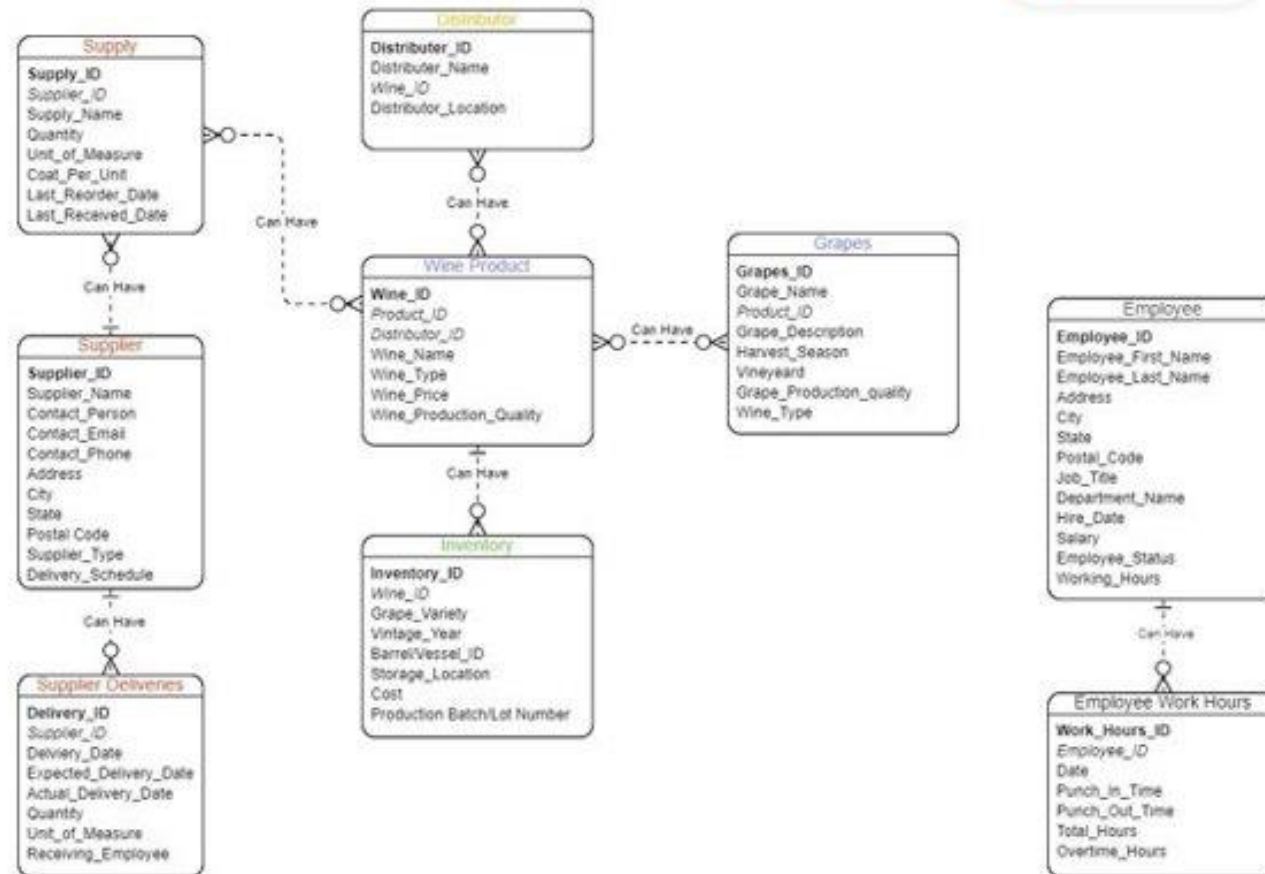 Supply
Supply_ID
Supplier_ID
Supply_Name
Quantity
Unit_of_Measure
Coat_Per_Unit
Last_Reorder_Date
Last_Received_Date
Can Have
Supplier
Supplier_ID
Supplier_Name
Contact_Person
Contact_Email
Contact_Phone
Address
City
State
Postal Code
Supplier_Type
Delivery_Schedule
Can Have
Supplier Deliveries
Delivery_ID
Supplier_ID
Delviery_Date
Expected_Delivery_Date
Actual_Delivery_Date
Quantity
Unit_of_Measure
Receiving_Employee
Can Have
Distributor
Distributer_ID
Distributer_Name
Wine_ID
Distributor_Location
Can Have
Wine Product
Wine_ID
Product_ID
Distributor_ID
Wine_Name
Wine_Type
Wine_Price
Wine_Production_Quality
Can Have
Inventory
Inventory_ID
Wine_ID
Grape_Variety
Vintage_Year
Barrel/Vessel_ID
Storage_Location
Cost
Production Batch/Lot Number
Can Have
Grapes
Grapes_ID
Grape_Name
Product_ID
Grape_Description
Harvest_Season
Vineyeard
Grape_Production_quality
Wine_Type
Employee
Employee_ID
Employee_First_Name
Employee_Last_Name
Address
City
State
Postal_Code
Job_Title
Department_Name
Hire_Date
Salary
Employee_Status
Working_Hours
Can Have
Employee Work Hours
Work_Hours_ID
Employee_ID
Date
Punch_In_Time
Punch_Out_Time
Total_Hours
Overtime_Hours